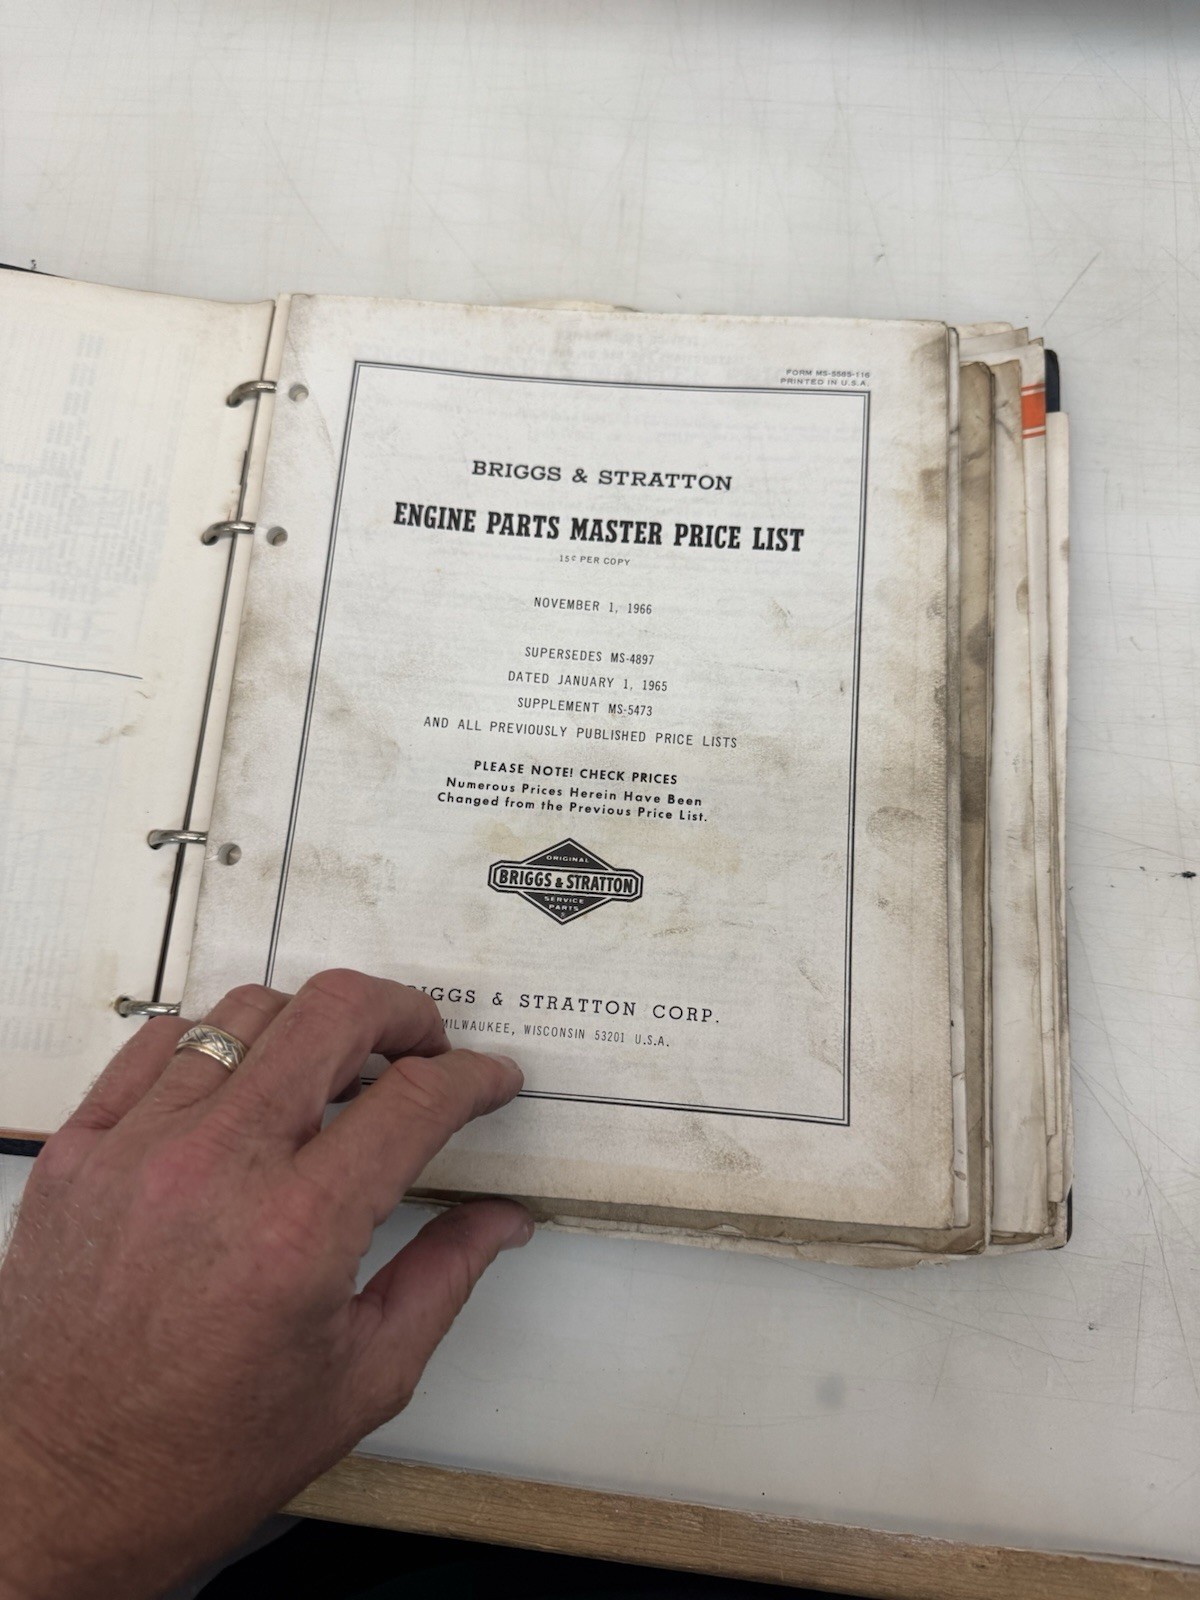 FORM MS-5585-116
PRINTED IN U.S.A.
BRIGGS & STRATTON
ENGINE PARTS MASTER PRICE LIST
15¢ PER COPY
NOVEMBER 1, 1966
SUPERSEDES MS-4897
DATED JANUARY 1, 1965
SUPPLEMENT MS-5473
AND ALL PREVIOUSLY PUBLISHED PRICE LISTS
PLEASE NOTE! CHECK PRICES
Numerous Prices Herein Have Been
Changed from the Previous Price List.
ORIGINAL
BRIGGS & STRATTON
SERVICE
PARTS
®
IGGS & STRATTON CORP.
MILWAUKEE, WISCONSIN 53201 U.S.A.